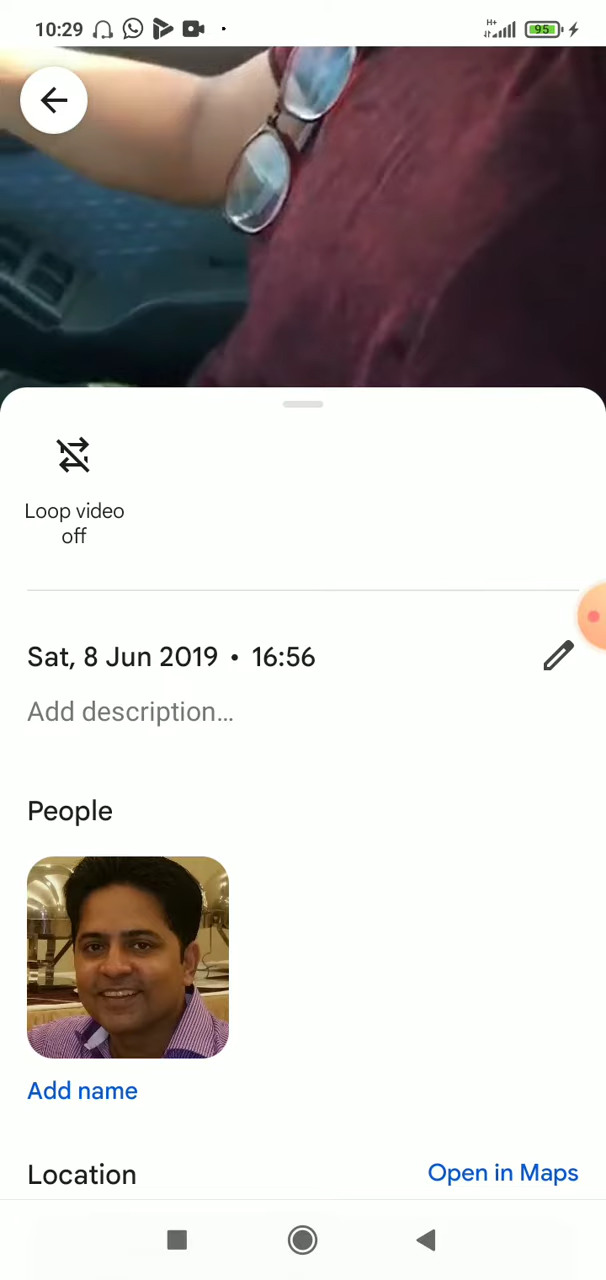 10:29
H+
95
Loop video
off
Sat, 8 Jun 2019 • 16:56
Add description...
People
Add name
Location
Open in Maps